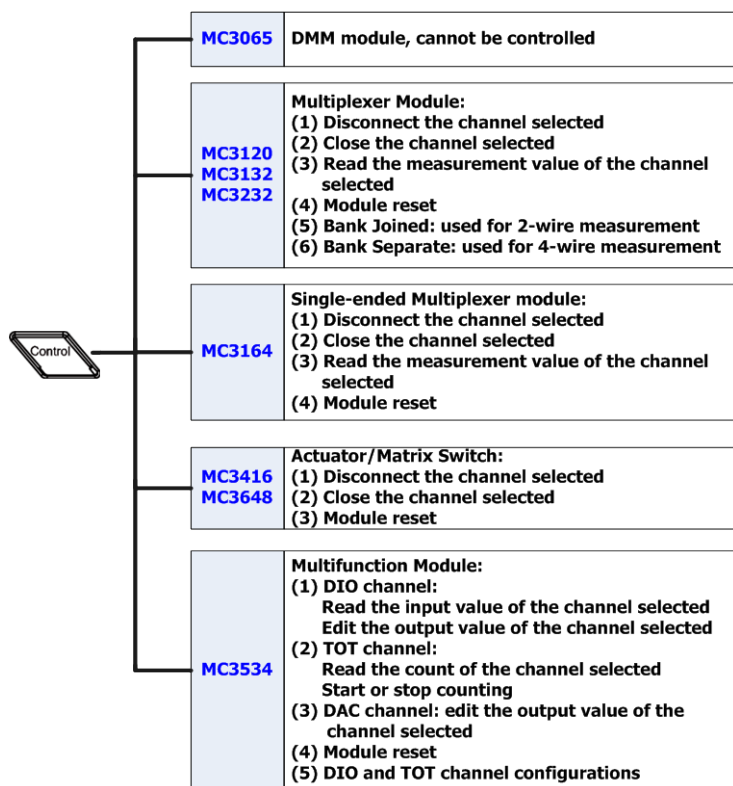 Control
MC3065
DMM module, cannot be controlled
MC3120
MC3132
MC3232
Multiplexer Module:
(1) Disconnect the channel selected
(2) Close the channel selected
(3) Read the measurement value of the channel
selected
(4) Module reset
(5) Bank Joined: used for 2-wire measurement
(6) Bank Separate: used for 4-wire measurement
MC3164
Single-ended Multiplexer module:
(1) Disconnect the channel selected
(2) Close the channel selected
(3) Read the measurement value of the channel
selected
(4) Module reset
MC3416
MC3648
Actuator/Matrix Switch:
(1) Disconnect the channel selected
(2) Close the channel selected
(3) Module reset
MC3534
Multifunction Module:
(1) DIO channel:
Read the input value of the channel selected
Edit the output value of the channel selected
(2) TOT channel:
Read the count of the channel selected
Start or stop counting
(3) DAC channel: edit the output value of the
channel selected
(4) Module reset
(5) DIO and TOT channel configurations